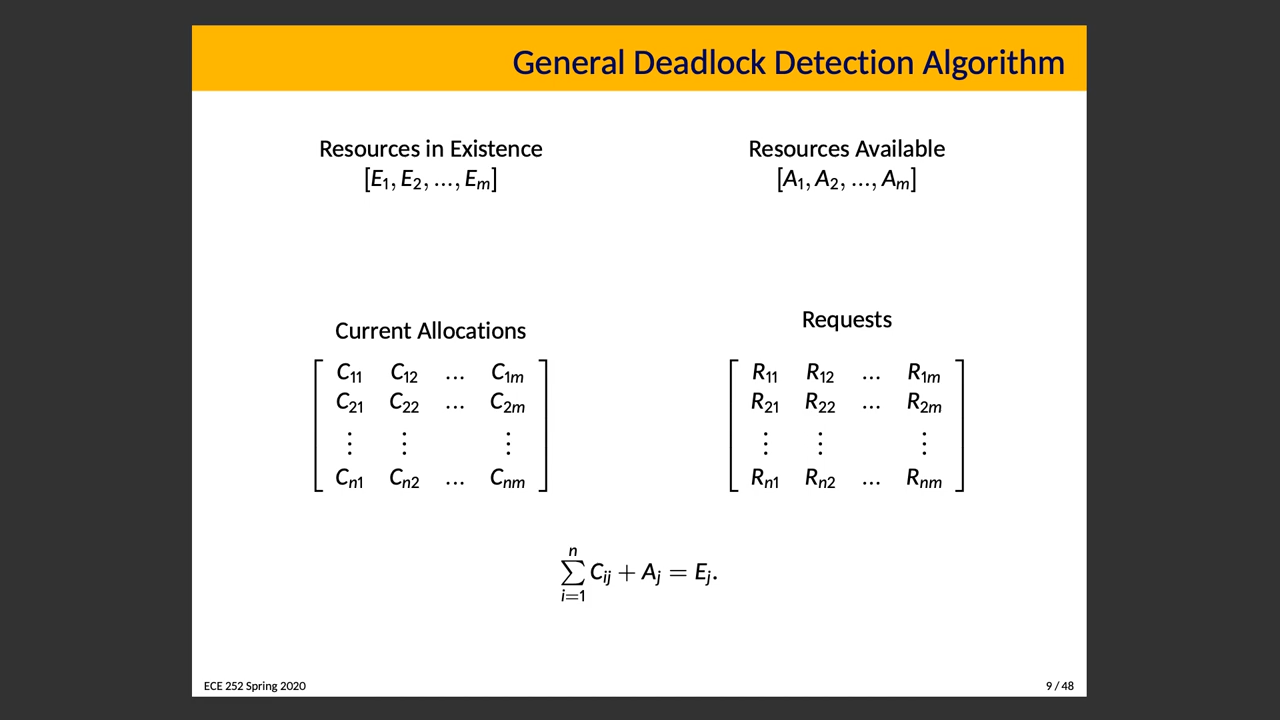 General Deadlock Detection Algorithm
Resources in Existence
[E₁, E₂, ..., Eₘ]
Resources Available
[A₁, A₂, ..., Aₘ]
Current Allocations
C₁₁ C₁₂ ... C₁ₘ
C₂₁ C₂₂ ... C₂ₘ
⋮ ⋮ ⋮
Cₙ₁ Cₙ₂ ... Cₙₘ
Requests
R₁₁ R₁₂ ... R₁ₘ
R₂₁ R₂₂ ... R₂ₘ
⋮ ⋮ ⋮
Rₙ₁ Rₙ₂ ... Rₙₘ
n
∑ Cᵢⱼ + Aⱼ = Eⱼ.
i=1
ECE 252 Spring 2020
9 / 48